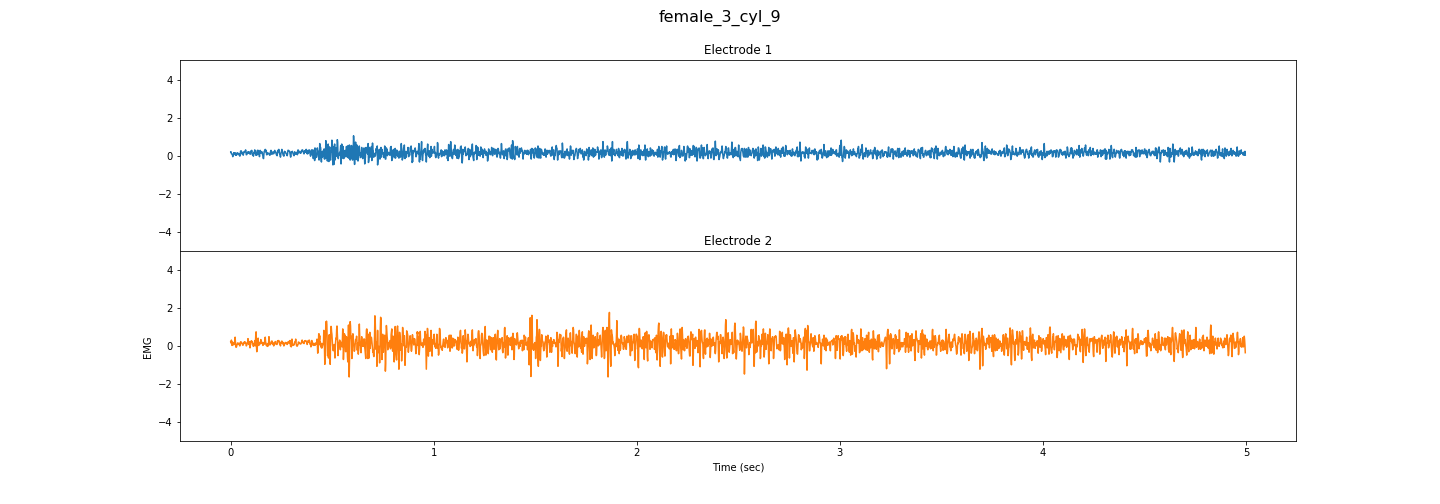 female_3_cyl_9
Electrode 1
4
2
0
−2
−4
Electrode 2
4
2
0
−2
−4
EMG
0 1 2 3 4 5
Time (sec)